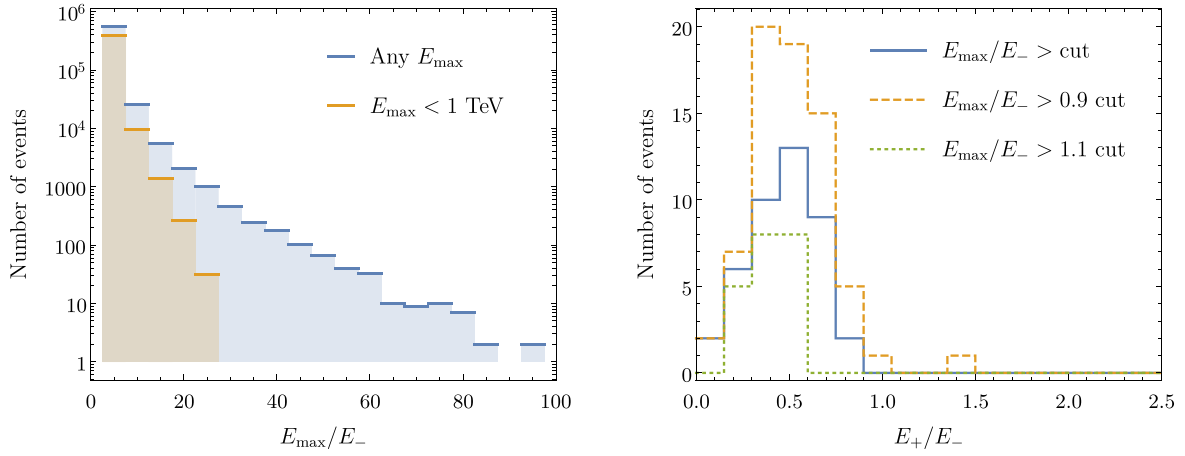 10^6
10^5
10^4
1000
100
10
1
Number of events
0 20 40 60 80 100
E_max/E_−
Any E_max
E_max < 1 TeV
20
15
10
5
0
Number of events
0.0 0.5 1.0 1.5 2.0 2.5
E_+/E_−
E_max/E_− > cut
E_max/E_− > 0.9 cut
E_max/E_− > 1.1 cut